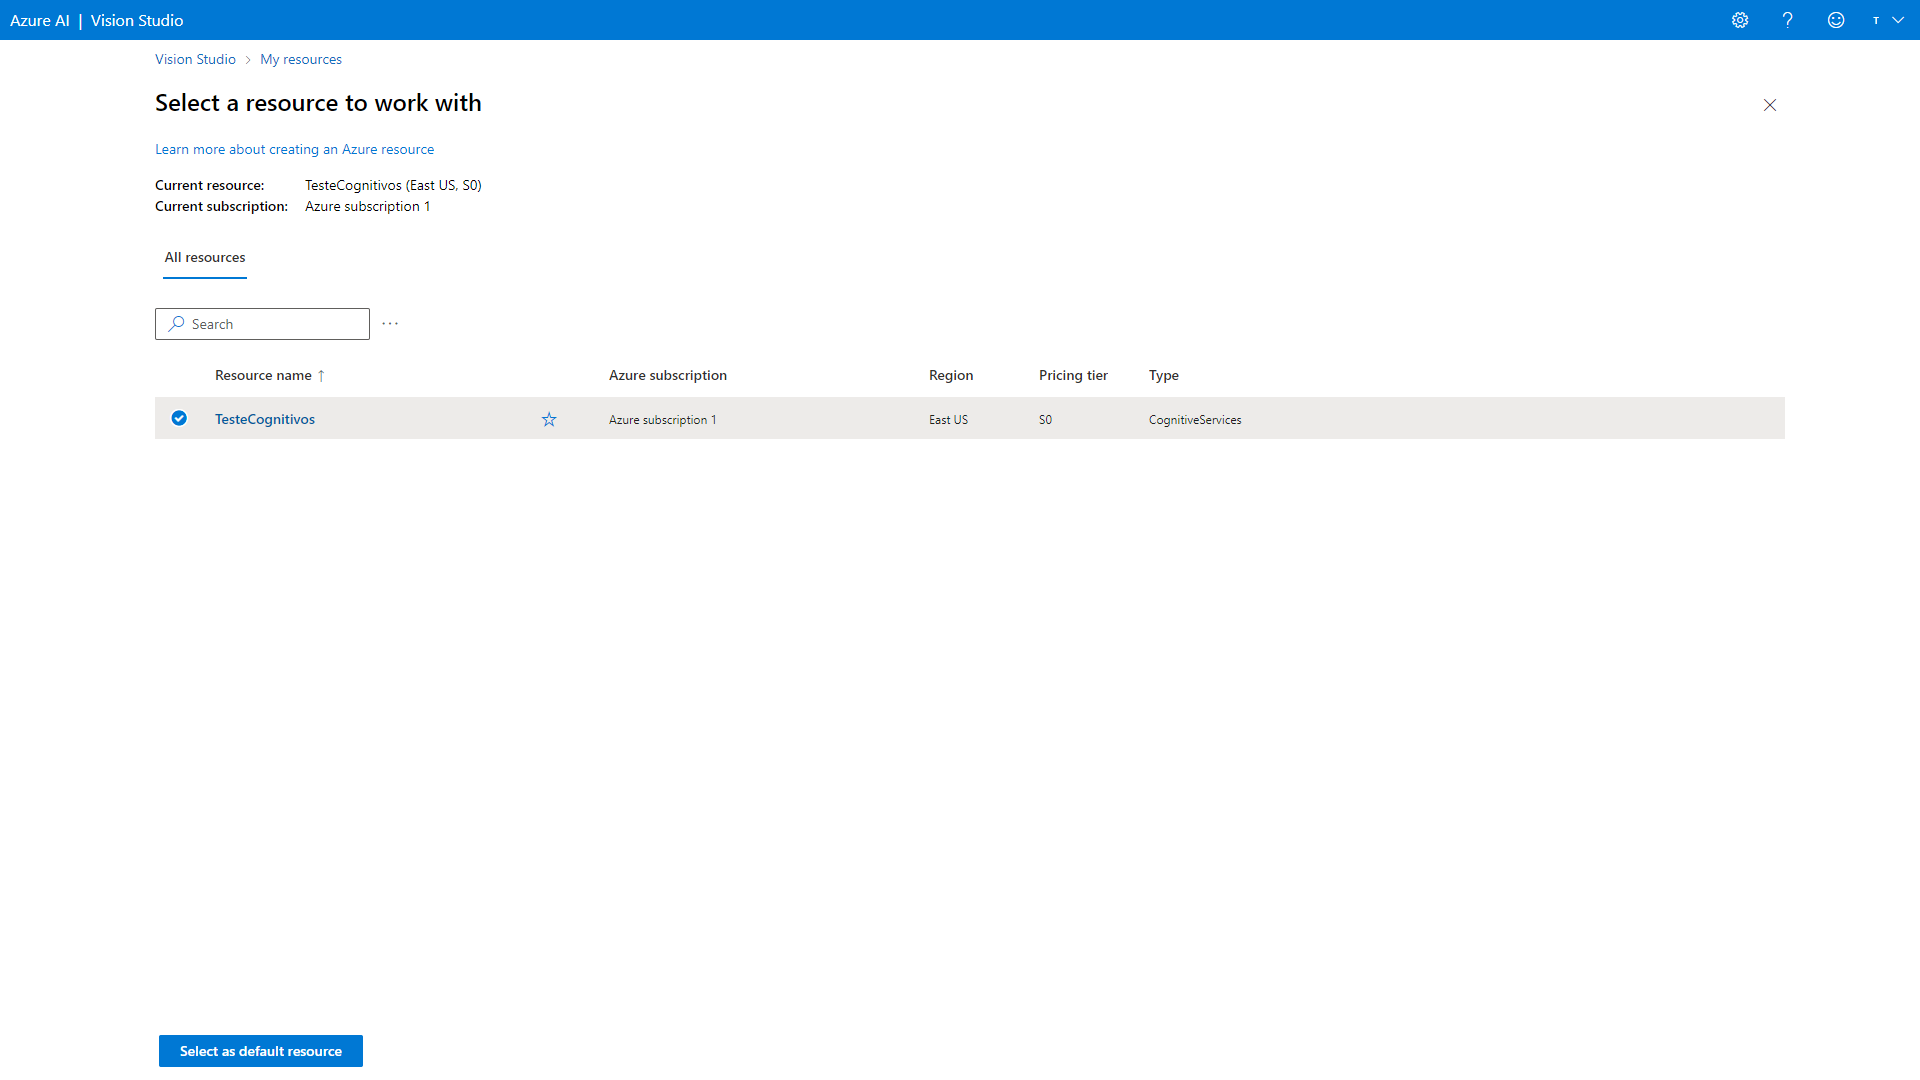 Azure AI | Vision Studio
T
Vision Studio > My resources
Select a resource to work with
Learn more about creating an Azure resource
Current resource: TesteCognitivos (East US, S0)
Current subscription: Azure subscription 1
All resources
Search ...
Resource name ↑ Azure subscription Region Pricing tier Type
TesteCognitivos Azure subscription 1 East US S0 CognitiveServices
Select as default resource